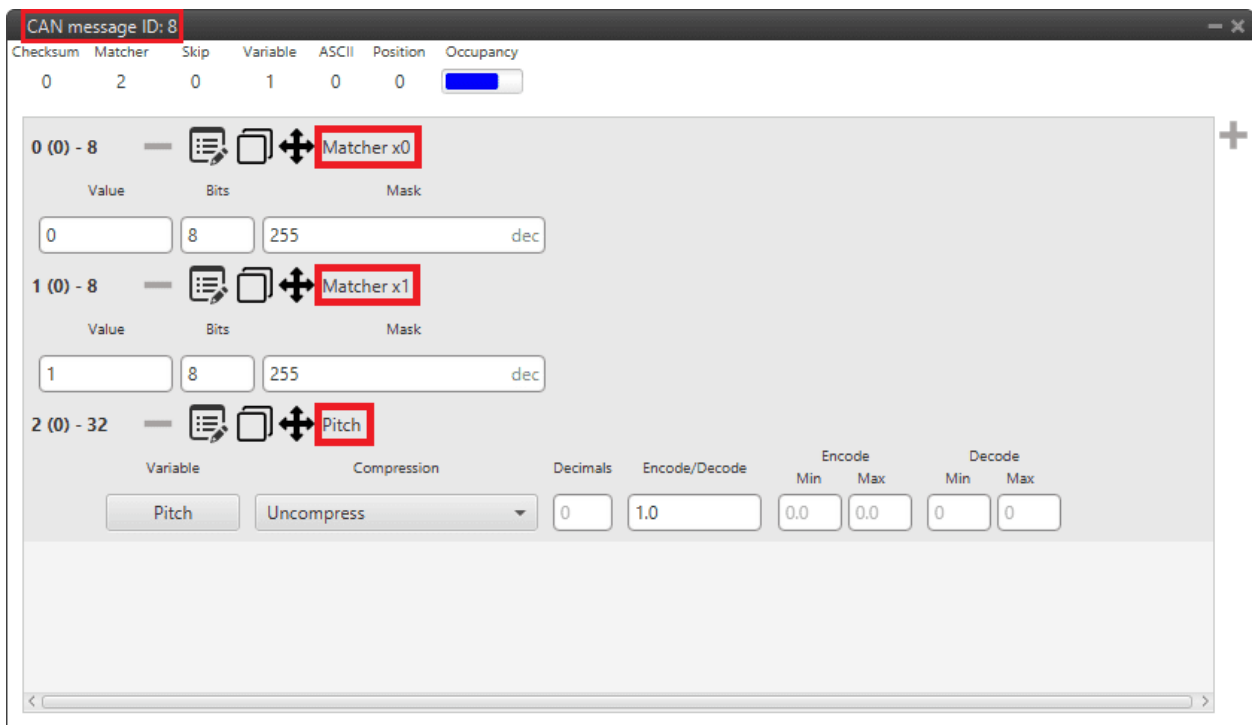 CAN message ID: 8
Checksum Matcher Skip Variable ASCII Position Occupancy
0 2 0 1 0 0
0 (0) - 8 Matcher x0
Value Bits Mask
0 8 255 dec
1 (0) - 8 Matcher x1
Value Bits Mask
1 8 255 dec
2 (0) - 32 Pitch
Variable Compression Decimals Encode/Decode Encode Decode
Min Max Min Max
Pitch Uncompress 0 1.0 0.0 0.0 0 0